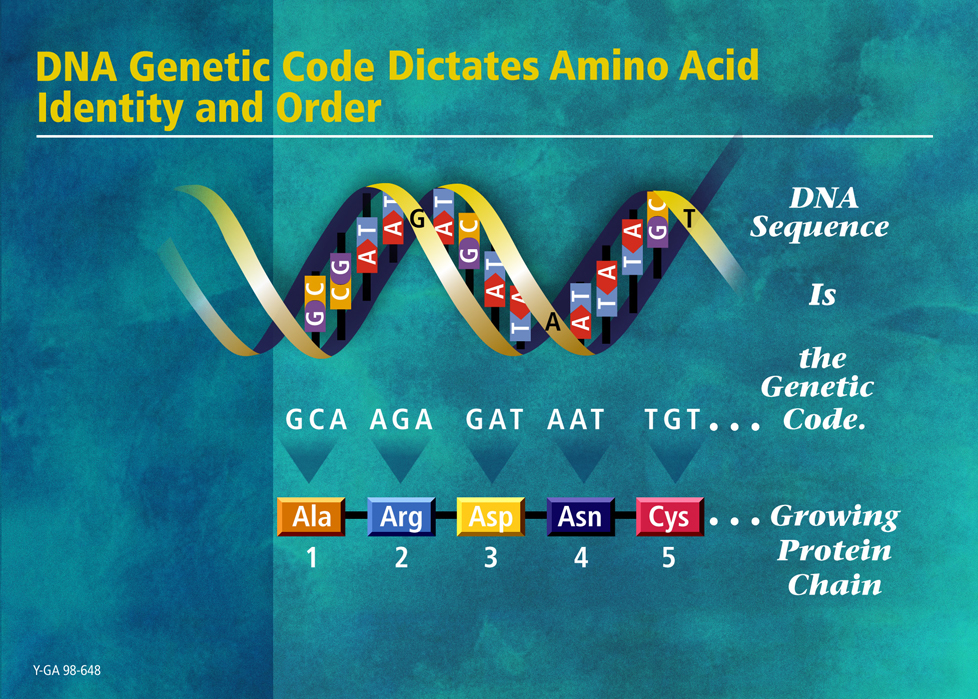 DNA Genetic Code Dictates Amino Acid
Identity and Order
DNA
Sequence
Is
the
Genetic
Code.
C G T T G T C T A T A A C T
G C A A A G A T A T T T G
G A
GCA AGA GAT AAT TGT...
Ala Arg Asp Asn Cys ...
1 2 3 4 5
Growing
Protein
Chain
Y-GA 98-648